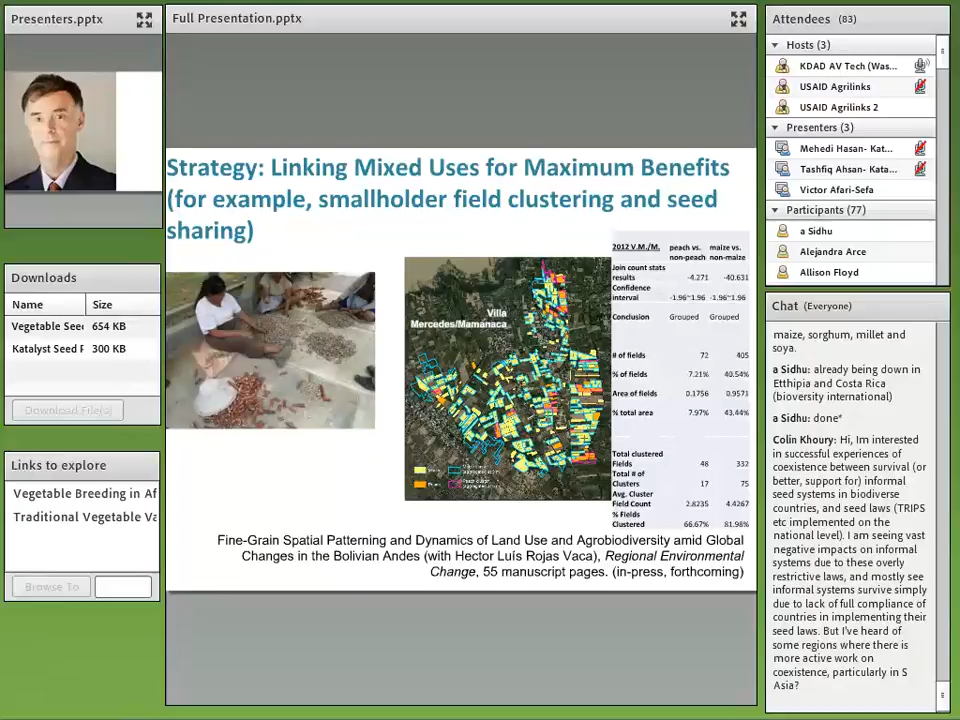 Presenters.pptx
Full Presentation.pptx
Strategy: Linking Mixed Uses for Maximum Benefits
(for example, smallholder field clustering and seed
sharing)
Villa
Mercedes/Mamanaca
2012 V.M./M. peach vs. non-peach maize vs. non-maize
Join count stats
results -4.271 -40.631
Confidence
interval -1.96~1.96 -1.96~1.96
Conclusion Grouped Grouped
# of fields 72 405
% of fields 7.21% 40.54%
Area of fields 0.1756 0.9571
% total area 7.97% 43.44%
Total clustered
Fields 48 332
Total # of
Clusters 17 75
Avg. Cluster
Field Count 2.8235 4.4267
% Fields
Clustered 66.67% 81.98%
Fine-Grain Spatial Patterning and Dynamics of Land Use and Agrobiodiversity amid Global
Changes in the Bolivian Andes (with Hector Luís Rojas Vaca), Regional Environmental
Change, 55 manuscript pages. (in-press, forthcoming)
Downloads
Name Size
Vegetable See 654 KB
Katalyst Seed F 300 KB
Download File(s)
Links to explore
Vegetable Breeding in Af
Traditional Vegetable Va
Browse To
Attendees (83)
Hosts (3)
KDAD AV Tech (Was...
USAID Agrilinks
USAID Agrilinks 2
Presenters (3)
Mehedi Hasan- Kat...
Tashfiq Ahsan- Kata...
Victor Afari-Sefa
Participants (77)
a Sidhu
Alejandra Arce
Allison Floyd
Chat (Everyone)
maize, sorghum, millet and
soya.
a Sidhu: already being down in
Etthipia and Costa Rica
(bioversity international)
a Sidhu: done*
Colin Khoury: Hi, Im interested
in successful experiences of
coexistence between survival (or
better, support for) informal
seed systems in biodiverse
countries, and seed laws (TRIPS
etc implemented on the
national level). I am seeing vast
negative impacts on informal
systems due to these overly
restrictive laws, and mostly see
informal systems survive simply
due to lack of full compliance of
countries in implementing their
seed laws. But I've heard of
some regions where there is
more active work on
coexistence, particularly in S
Asia?